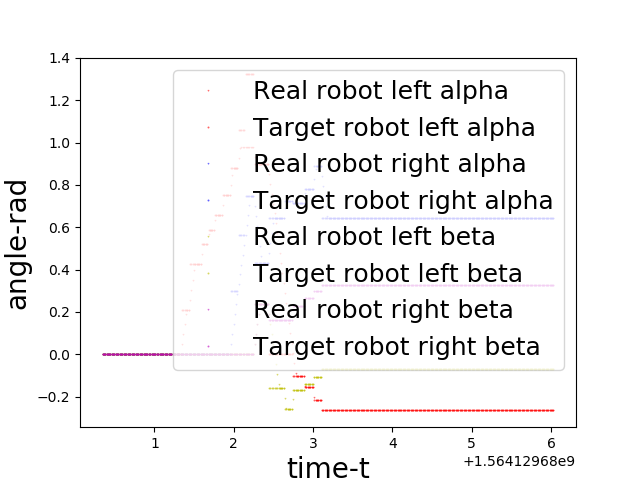 1.4
1.2
1.0
0.8
0.6
0.4
0.2
0.0
−0.2
angle-rad
Real robot left alpha
Target robot left alpha
Real robot right alpha
Target robot right alpha
Real robot left beta
Target robot left beta
Real robot right beta
Target robot right beta
1 2 3 4 5 6
time-t
+1.56412968e9